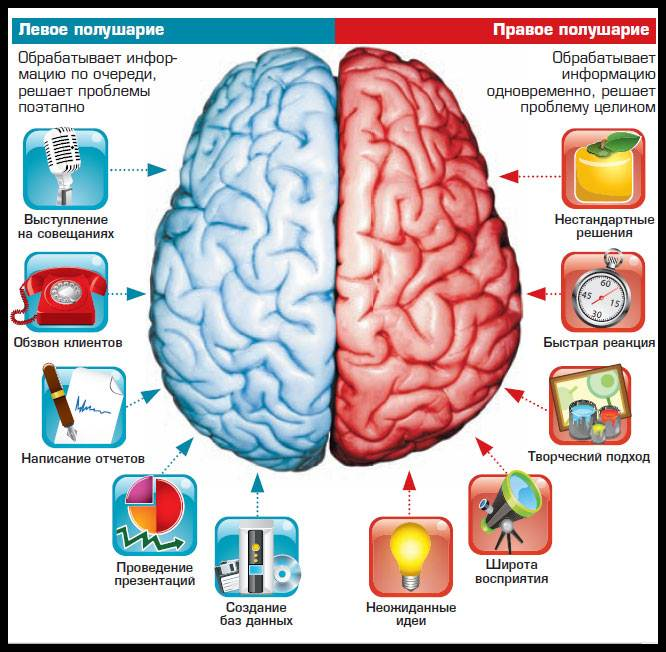 Левое полушарие
Правое полушарие
Обрабатывает инфор-
мацию по очереди,
решает проблемы
поэтапно
Обрабатывает
информацию
одновременно, решает
проблему целиком
Выступление
на совещаниях
Обзвон клиентов
Написание отчетов
Проведение
презентаций
Создание
баз данных
Нестандартные
решения
60
45
15
30
Быстрая реакция
Творческий подход
Широта
восприятия
Неожиданные
идеи